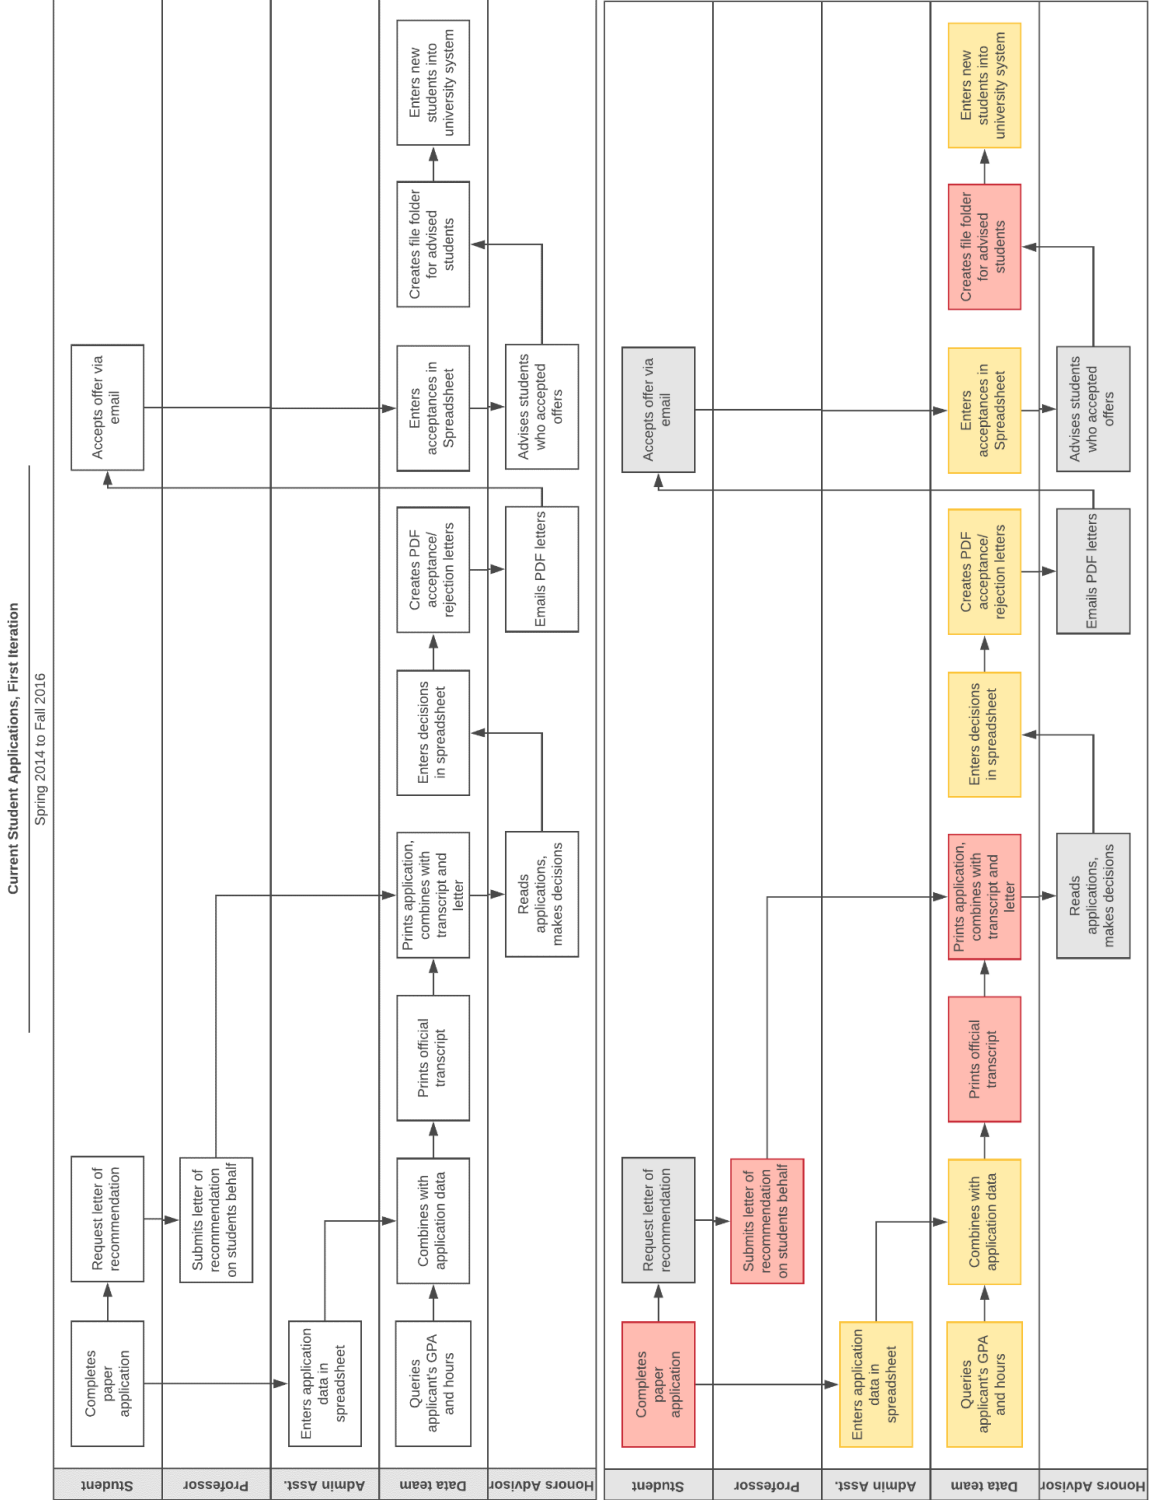 Current Student Applications, First Iteration
Spring 2014 to Fall 2016
Student
Completes
paper
application
Request letter of
recommendation
Accepts offer via
email
Professor
Submits letter of
recommendation
on students behalf
Admin Asst.
Enters application
data in
spreadsheet
Data team
Queries
applicant's GPA
and hours
Combines with
application data
Prints official
transcript
Prints application,
combines with
transcript and
letter
Enters decisions
in spreadsheet
Creates PDF
acceptance/
rejection letters
Enters
acceptances in
Spreadsheet
Creates file folder
for advised
students
Enters new
students into
university system
Honors Advisor
Reads
applications,
makes decisions
Emails PDF letters
Advises students
who accepted
offers
Student
Completes
paper
application
Request letter of
recommendation
Accepts offer via
email
Professor
Submits letter of
recommendation
on students behalf
Admin Asst.
Enters application
data in
spreadsheet
Data team
Queries
applicant's GPA
and hours
Combines with
application data
Prints official
transcript
Prints application,
combines with
transcript and
letter
Enters decisions
in spreadsheet
Creates PDF
acceptance/
rejection letters
Enters
acceptances in
Spreadsheet
Creates file folder
for advised
students
Enters new
students into
university system
Honors Advisor
Reads
applications,
makes decisions
Emails PDF letters
Advises students
who accepted
offers